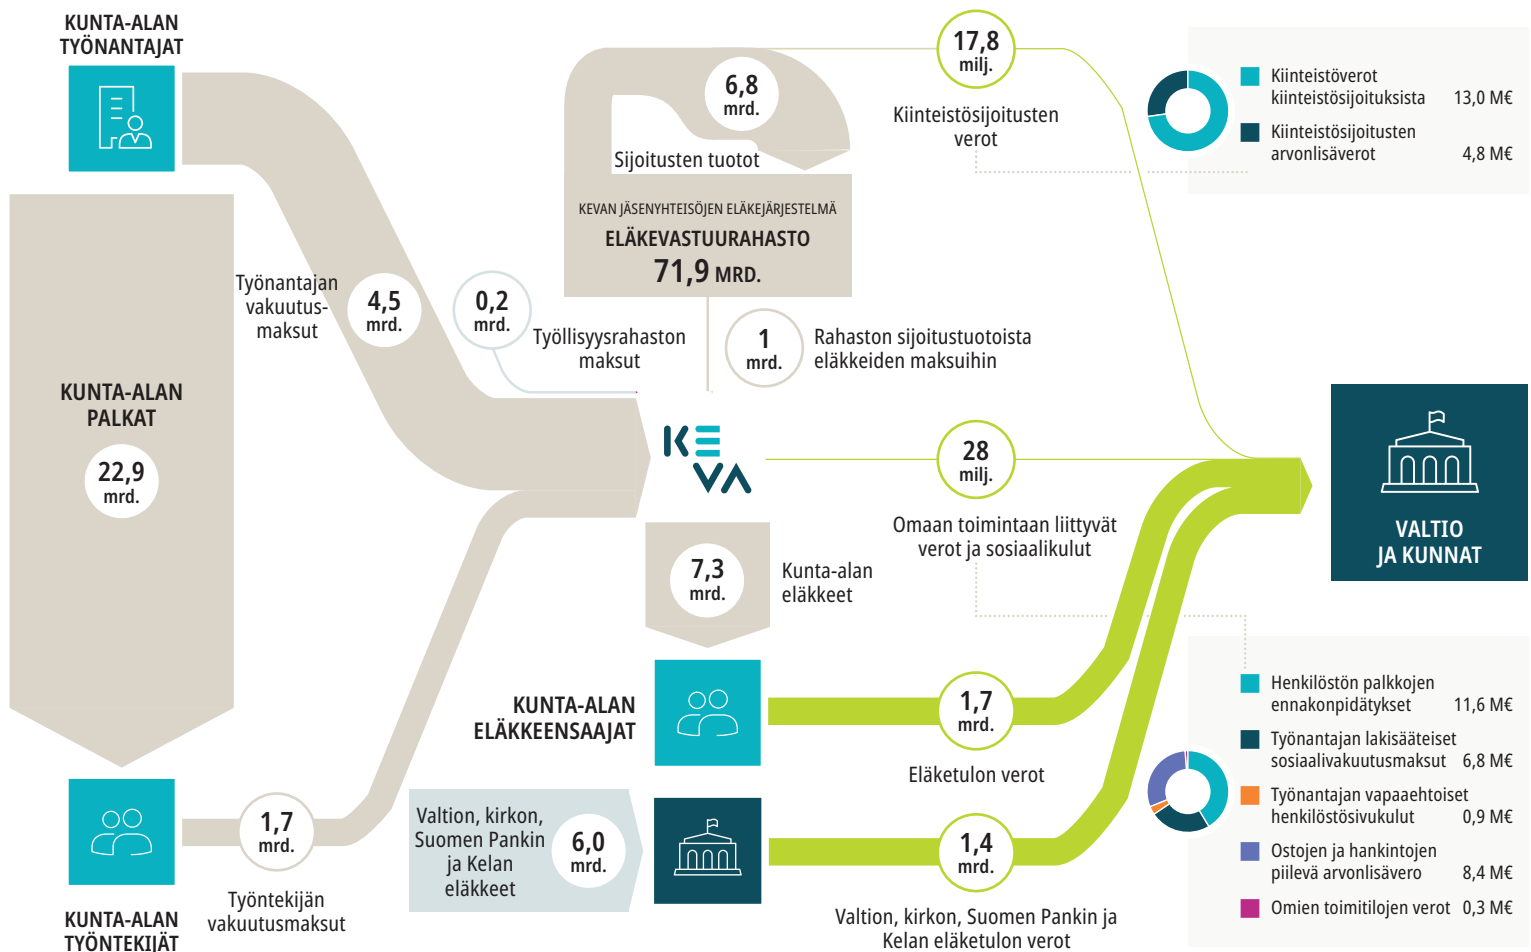 KUNTA-ALAN
TYÖNANTAJAT
KUNTA-ALAN
PALKAT
22,9
mrd.
KUNTA-ALAN
TYÖNTEKIJÄT
Työnantajan
vakuutus-
maksut
4,5
mrd.
0,2
mrd.
Työllisyysrahaston
maksut
1,7
mrd.
Työntekijän
vakuutusmaksut
6,8
mrd.
Sijoitusten tuotot
KEVAN JÄSENYHTEISÖJEN ELÄKEJÄRJESTELMÄ
ELÄKEVASTUURAHASTO
71,9 MRD.
1
mrd.
Rahaston sijoitustuotoista
eläkkeiden maksuihin
KEVA
7,3
mrd.
Kunta-alan
eläkkeet
KUNTA-ALAN
ELÄKKEENSAAJAT
Valtion, kirkon,
Suomen Pankin
ja Kelan
eläkkeet
6,0
mrd.
17,8
milj.
Kiinteistösijoitusten
verot
28
milj.
Omaan toimintaan liittyvät
verot ja sosiaalikulut
1,7
mrd.
Eläketulon verot
1,4
mrd.
Valtion, kirkon, Suomen Pankin ja
Kelan eläketulon verot
Kiinteistöverot
kiinteistösijoituksista 13,0 M€
Kiinteistösijoitusten
arvonlisäverot 4,8 M€
VALTIO
JA KUNNAT
Henkilöstön palkkojen
ennakonpidätykset 11,6 M€
Työnantajan lakisääteiset
sosiaalivakuutusmaksut 6,8 M€
Työnantajan vapaaehtoiset
henkilöstösivukulut 0,9 M€
Ostojen ja hankintojen
piilevä arvonlisävero 8,4 M€
Omien toimitilojen verot 0,3 M€